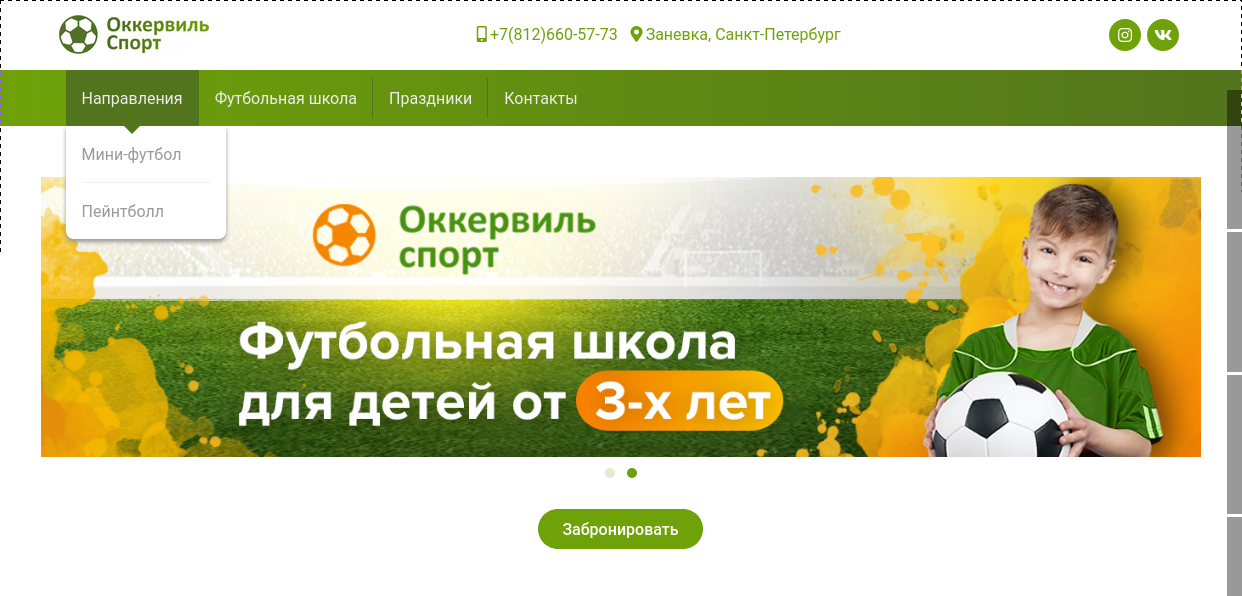 Оккервиль
Спорт
+7(812)660-57-73 Заневка, Санкт-Петербург
Направления Футбольная школа Праздники Контакты
Мини-футбол
Пейнтболл
Оккервиль
спорт
Футбольная школа
для детей от 3-х лет
Забронировать